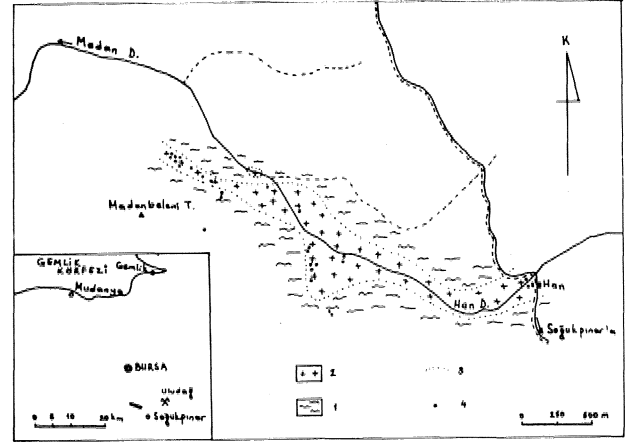 Madan D.
K
Madanbeleni T.
GEMLİK
KÖRFEZİ
Gemlik
Mudanya
BURSA
Uludağ
Soğukpınar
0 5 10 20 km
Han
Han D.
Soğukpınar'a
+ + 2
3
1
4
0 250 500 m